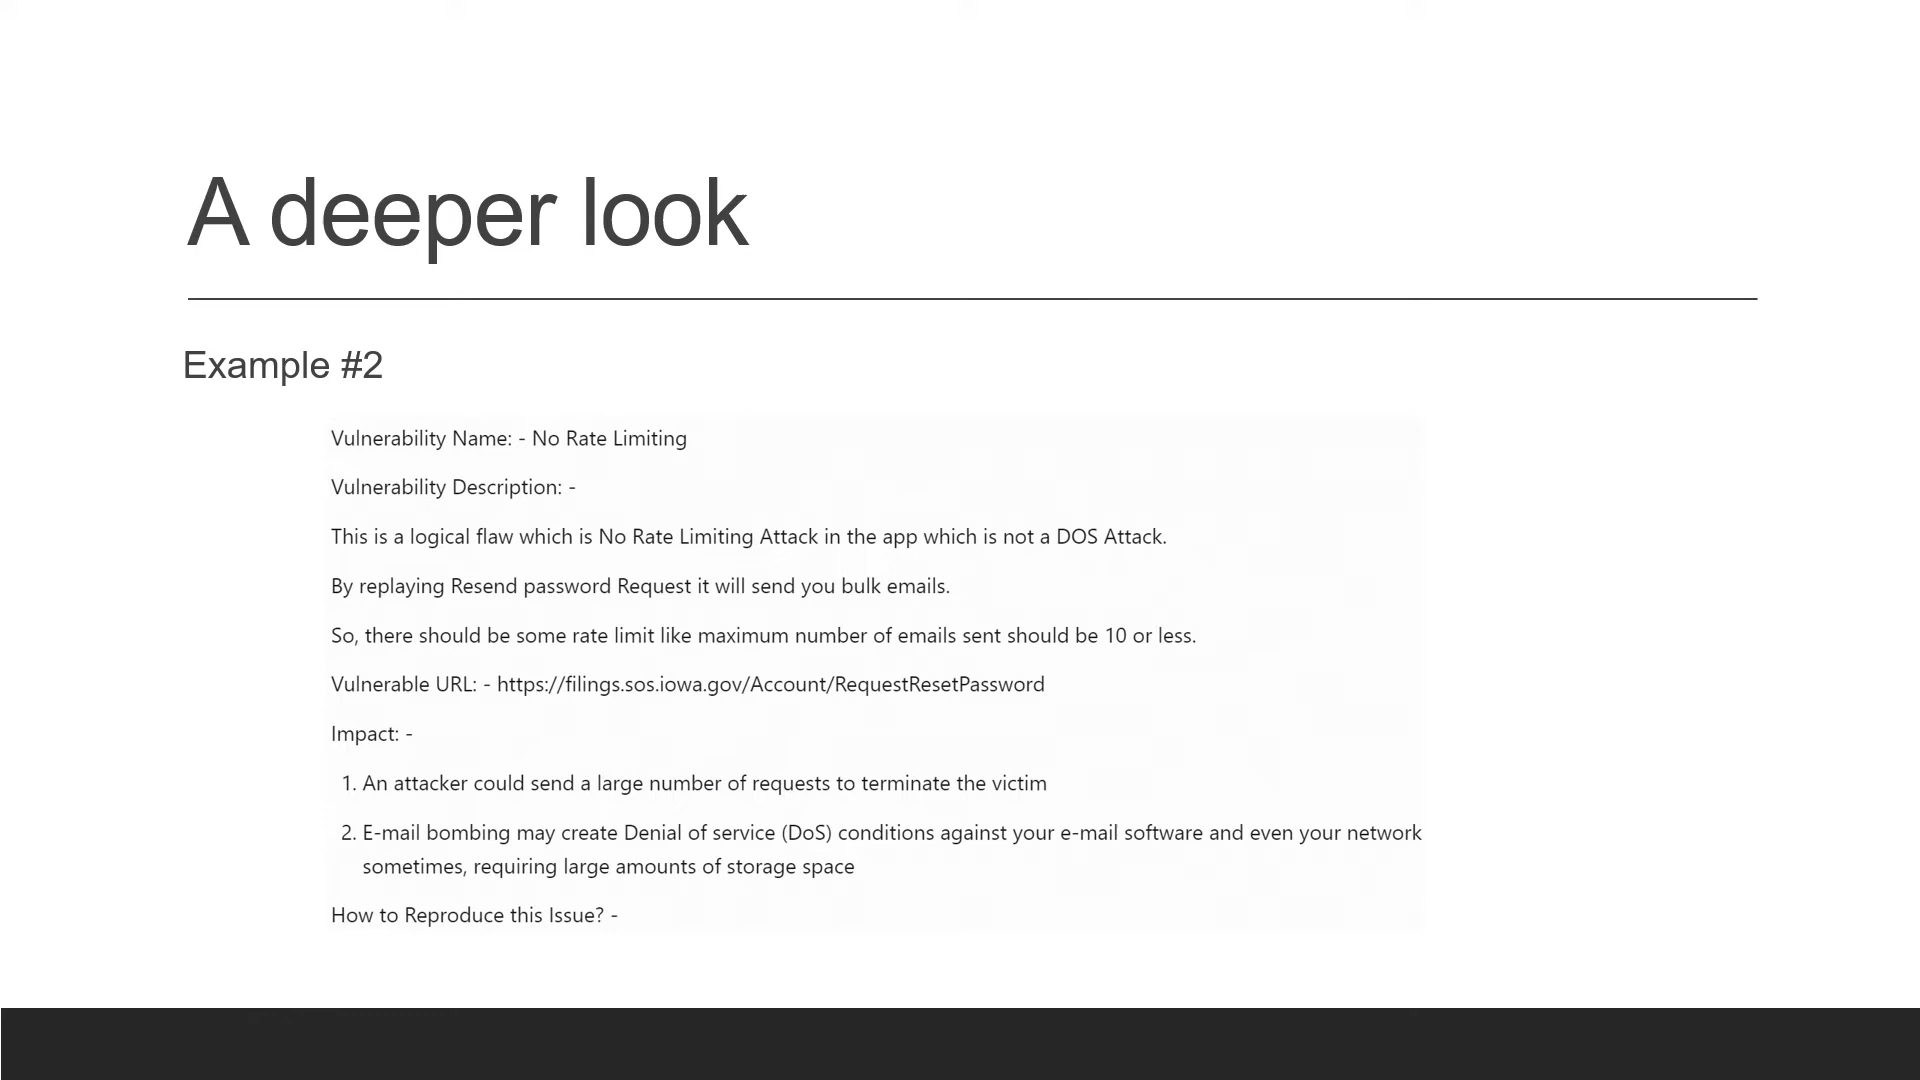 A deeper look
Example #2
Vulnerability Name: - No Rate Limiting
Vulnerability Description: -
This is a logical flaw which is No Rate Limiting Attack in the app which is not a DOS Attack.
By replaying Resend password Request it will send you bulk emails.
So, there should be some rate limit like maximum number of emails sent should be 10 or less.
Vulnerable URL: - https://filings.sos.iowa.gov/Account/RequestResetPassword
Impact: -
1. An attacker could send a large number of requests to terminate the victim
2. E-mail bombing may create Denial of service (DoS) conditions against your e-mail software and even your network
sometimes, requiring large amounts of storage space
How to Reproduce this Issue? -